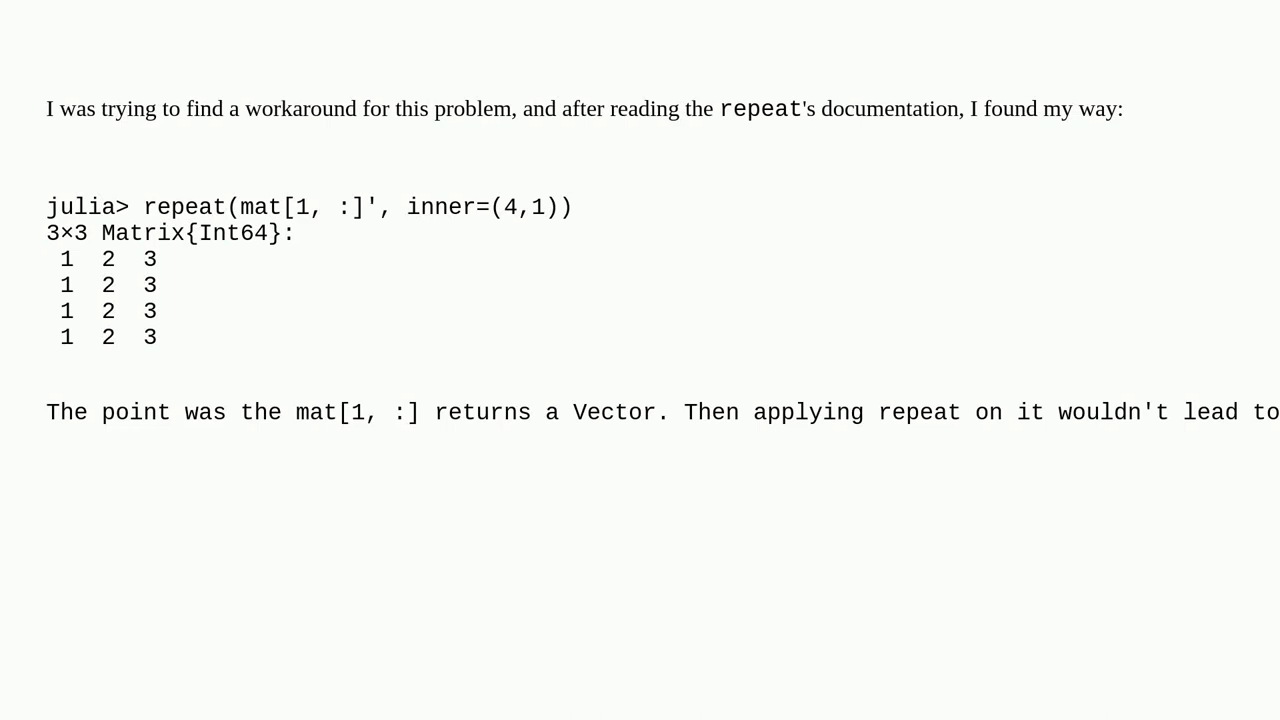 I was trying to find a workaround for this problem, and after reading the repeat's documentation, I found my way:
julia> repeat(mat[1, :]', inner=(4,1))
3×3 Matrix{Int64}:
 1  2  3
 1  2  3
 1  2  3
 1  2  3
The point was the mat[1, :] returns a Vector. Then applying repeat on it wouldn't lead to